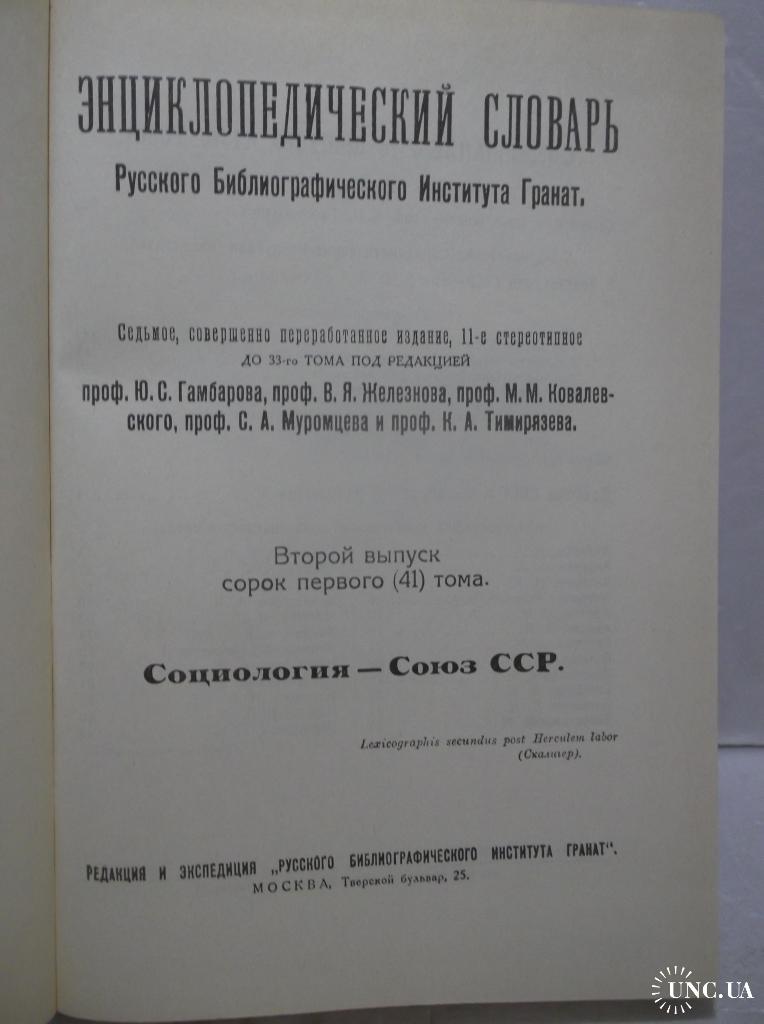 ЭНЦИКЛОПЕДИЧЕСКИЙ СЛОВАРЬ
Русского Библиографического Института Гранат.
Седьмое, совершенно переработанное издание, 11-е стереотипное
ДО 33-го ТОМА ПОД РЕДАКЦИЕЙ
проф. Ю. С. Гамбарова, проф. В. Я. Железнова, проф. М. М. Ковалев-
ского, проф. С. А. Муромцева и проф. К. А. Тимирязева.
Второй выпуск
сорок первого (41) тома.
Социология — Союз ССР.
Lexicographis secundus post Herculem labor
(Скалигер).
РЕДАКЦИЯ И ЭКСПЕДИЦИЯ „РУССКОГО БИБЛИОГРАФИЧЕСКОГО ИНСТИТУТА ГРАНАТ“.
МОСКВА, Тверской бульвар, 25.
UNC.UA